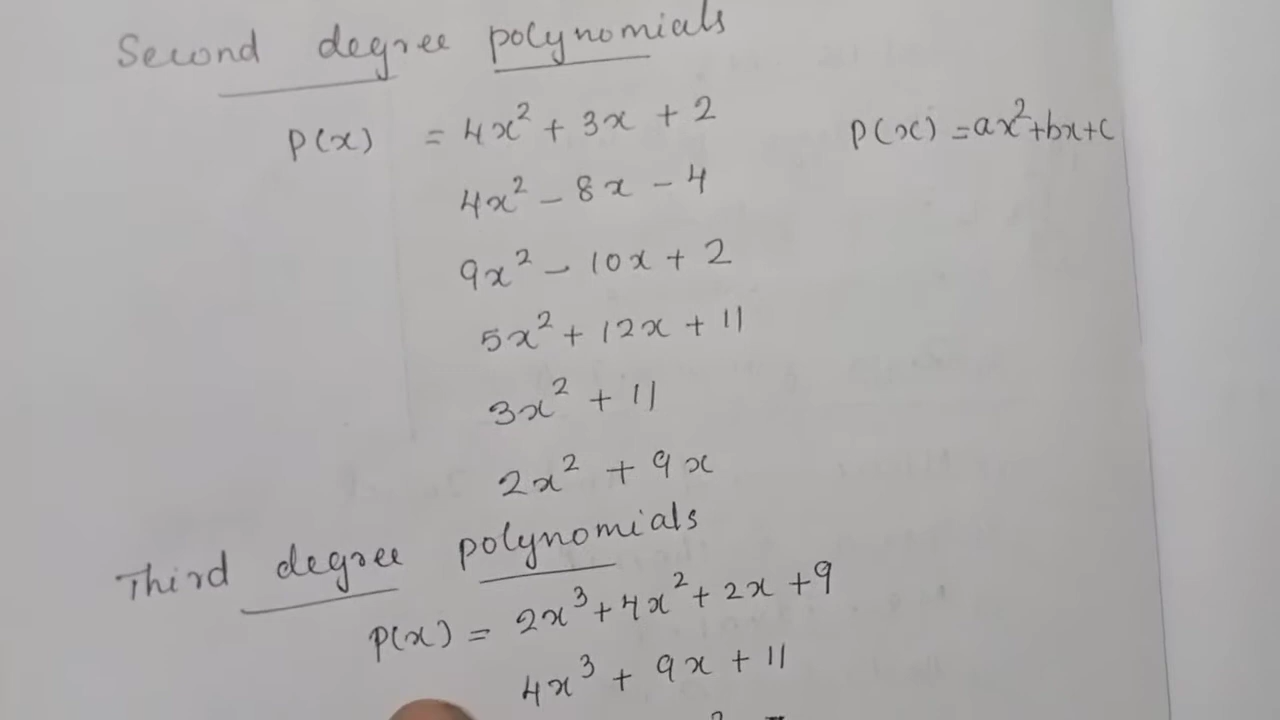 Second degree polynomials
P(x) = 4x² + 3x + 2
P(x) = ax²+bx+c
4x² - 8x - 4
9x² - 10x + 2
5x² + 12x + 11
3x² + 11
2x² + 9x
Third degree polynomials
P(x) = 2x³+4x²+2x+9
4x³ + 9x + 11